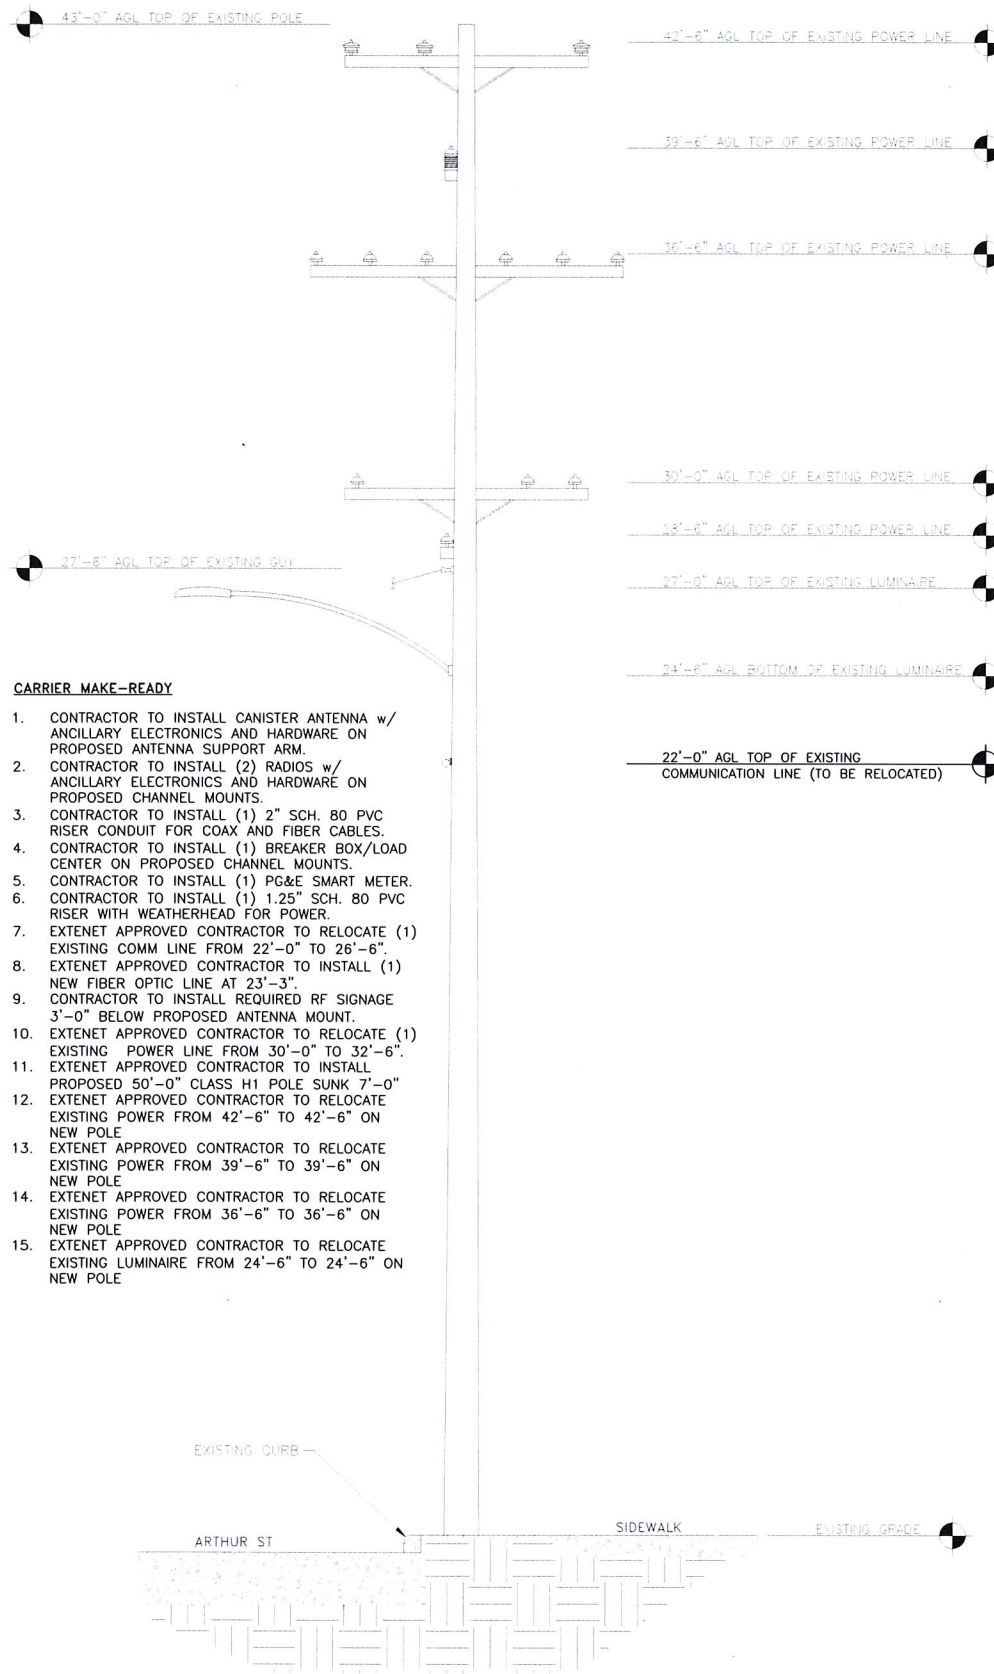 43'-0" AGL TOP OF EXISTING POLE
42'-6" AGL TOP OF EXISTING POWER LINE
39'-6" AGL TOP OF EXISTING POWER LINE
36'-6" AGL TOP OF EXISTING POWER LINE
30'-0" AGL TOP OF EXISTING POWER LINE
28'-6" AGL TOP OF EXISTING POWER LINE
27'-6" AGL TOP OF EXISTING GUY
27'-0" AGL TOP OF EXISTING LUMINAIRE
24'-6" AGL BOTTOM OF EXISTING LUMINAIRE
22'-0" AGL TOP OF EXISTING
COMMUNICATION LINE (TO BE RELOCATED)
CARRIER MAKE-READY
1. CONTRACTOR TO INSTALL CANISTER ANTENNA w/
ANCILLARY ELECTRONICS AND HARDWARE ON
PROPOSED ANTENNA SUPPORT ARM.
2. CONTRACTOR TO INSTALL (2) RADIOS w/
ANCILLARY ELECTRONICS AND HARDWARE ON
PROPOSED CHANNEL MOUNTS.
3. CONTRACTOR TO INSTALL (1) 2" SCH. 80 PVC
RISER CONDUIT FOR COAX AND FIBER CABLES.
4. CONTRACTOR TO INSTALL (1) BREAKER BOX/LOAD
CENTER ON PROPOSED CHANNEL MOUNTS.
5. CONTRACTOR TO INSTALL (1) PG&E SMART METER.
6. CONTRACTOR TO INSTALL (1) 1.25" SCH. 80 PVC
RISER WITH WEATHERHEAD FOR POWER.
7. EXTENET APPROVED CONTRACTOR TO RELOCATE (1)
EXISTING COMM LINE FROM 22'-0" TO 26'-6".
8. EXTENET APPROVED CONTRACTOR TO INSTALL (1)
NEW FIBER OPTIC LINE AT 23'-3".
9. CONTRACTOR TO INSTALL REQUIRED RF SIGNAGE
3'-0" BELOW PROPOSED ANTENNA MOUNT.
10. EXTENET APPROVED CONTRACTOR TO RELOCATE (1)
EXISTING POWER LINE FROM 30'-0" TO 32'-6".
11. EXTENET APPROVED CONTRACTOR TO INSTALL
PROPOSED 50'-0" CLASS H1 POLE SUNK 7'-0"
12. EXTENET APPROVED CONTRACTOR TO RELOCATE
EXISTING POWER FROM 42'-6" TO 42'-6" ON
NEW POLE
13. EXTENET APPROVED CONTRACTOR TO RELOCATE
EXISTING POWER FROM 39'-6" TO 39'-6" ON
NEW POLE
14. EXTENET APPROVED CONTRACTOR TO RELOCATE
EXISTING POWER FROM 36'-6" TO 36'-6" ON
NEW POLE
15. EXTENET APPROVED CONTRACTOR TO RELOCATE
EXISTING LUMINAIRE FROM 24'-6" TO 24'-6" ON
NEW POLE
EXISTING CURB
ARTHUR ST
SIDEWALK
EXISTING GRADE